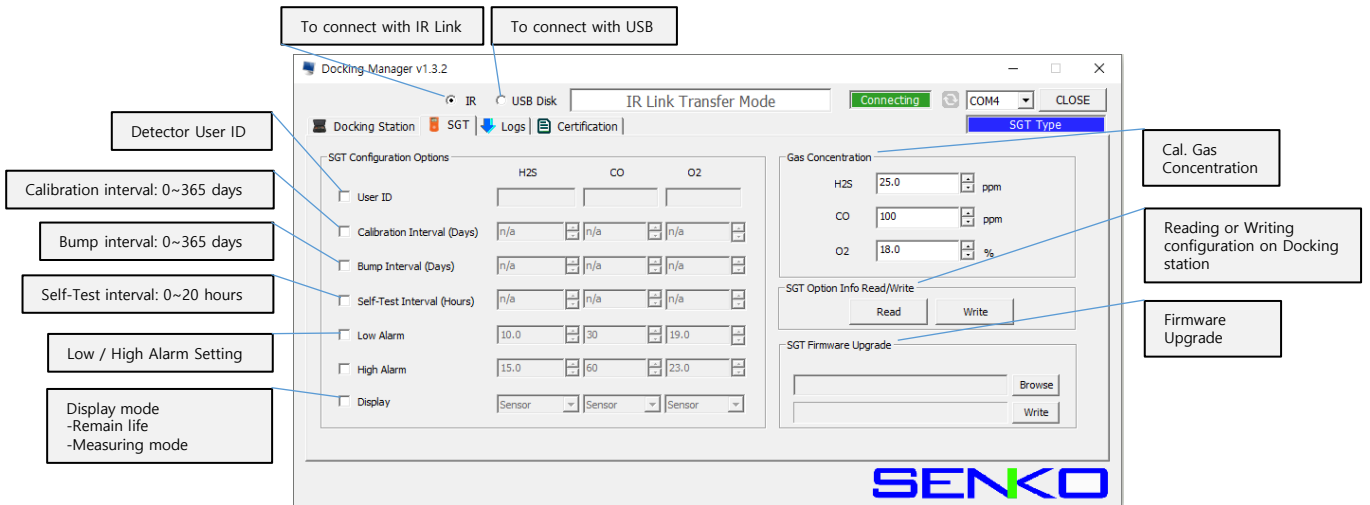 To connect with IR Link
To connect with USB
Docking Manager v1.3.2
IR USB Disk IR Link Transfer Mode Connecting COM4 CLOSE
Docking Station SGT Logs Certification SGT Type
Detector User ID
Calibration interval: 0~365 days
Bump interval: 0~365 days
Self-Test interval: 0~20 hours
Low / High Alarm Setting
Display mode
-Remain life
-Measuring mode
SGT Configuration Options
H2S CO O2
User ID
Calibration Interval (Days) n/a n/a n/a
Bump Interval (Days) n/a n/a n/a
Self-Test Interval (Hours) n/a n/a n/a
Low Alarm 10.0 30 19.0
High Alarm 15.0 60 23.0
Display Sensor Sensor Sensor
Gas Concentration
H2S 25.0 ppm
CO 100 ppm
O2 18.0 %
SGT Option Info Read/Write
Read Write
SGT Firmware Upgrade
Browse
Write
Cal. Gas
Concentration
Reading or Writing
configuration on Docking
station
Firmware
Upgrade
SENKO